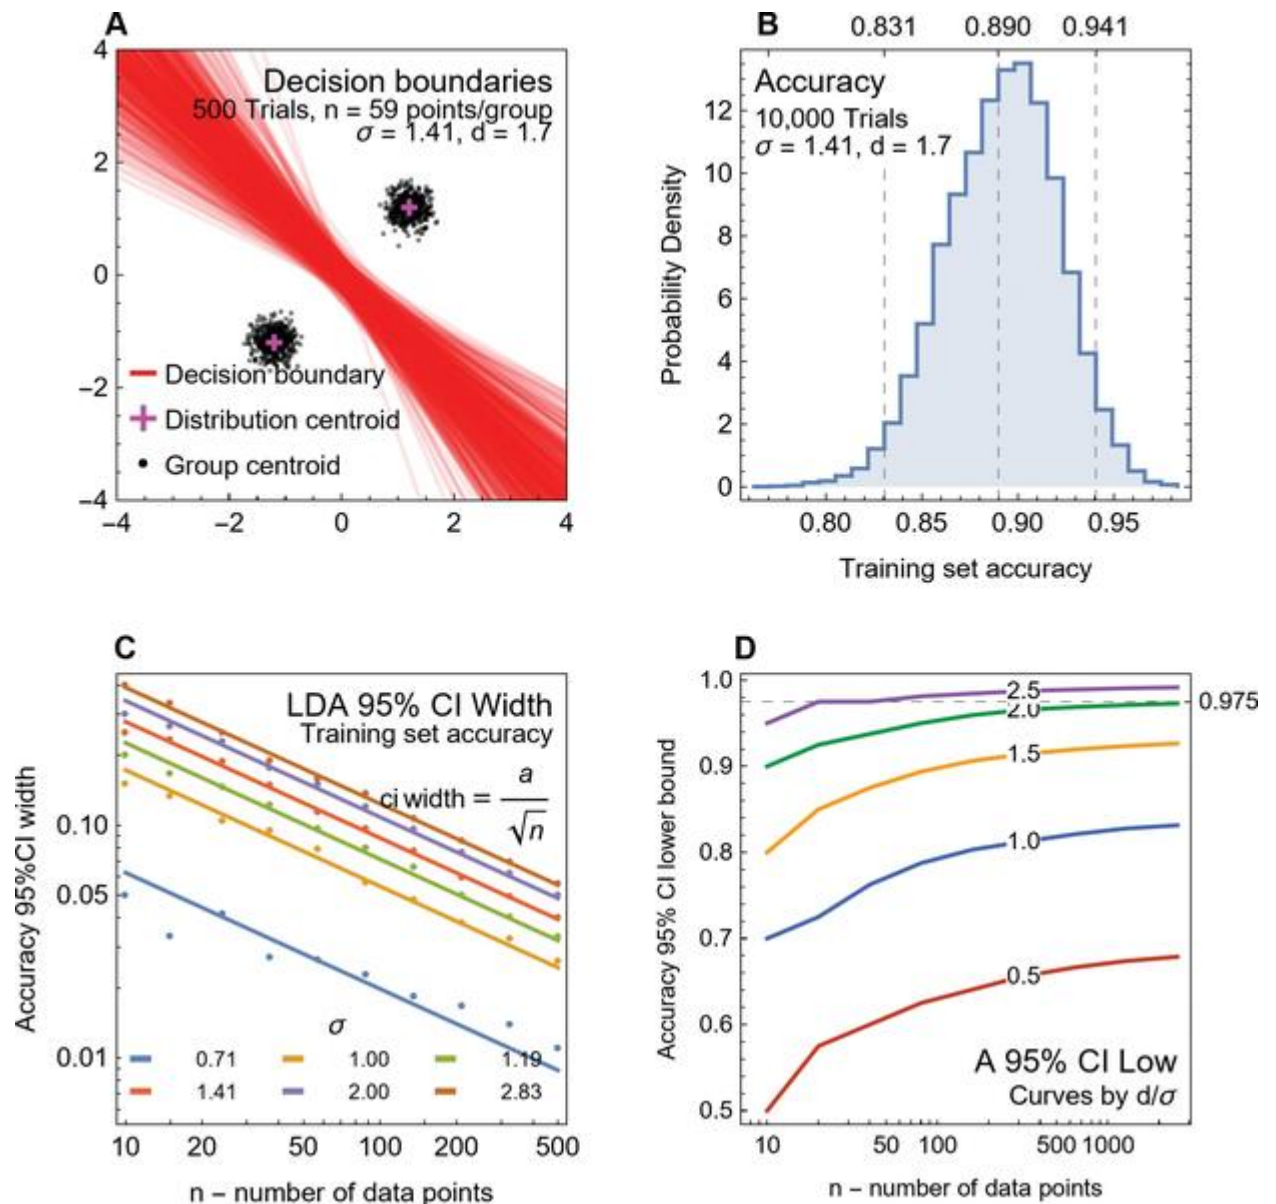 A
Decision boundaries
500 Trials, n = 59 points/group
σ = 1.41, d = 1.7
4
2
0
−2
−4
Decision boundary
Distribution centroid
Group centroid
−4 −2 0 2 4
B
0.831 0.890 0.941
Accuracy
10,000 Trials
σ = 1.41, d = 1.7
Probability Density
12
10
8
6
4
2
0
0.80 0.85 0.90 0.95
Training set accuracy
C
LDA 95% CI Width
Training set accuracy
ci width = a / √n
Accuracy 95%CI width
0.10
0.05
0.01
σ
0.71 1.00 1.19
1.41 2.00 2.83
10 20 50 100 200 500
n − number of data points
D
1.0
0.9
0.8
0.7
0.6
0.5
Accuracy 95% CI lower bound
2.5
0.975
2.0
1.5
1.0
0.5
A 95% CI Low
Curves by d/σ
10 50 100 500 1000
n − number of data points